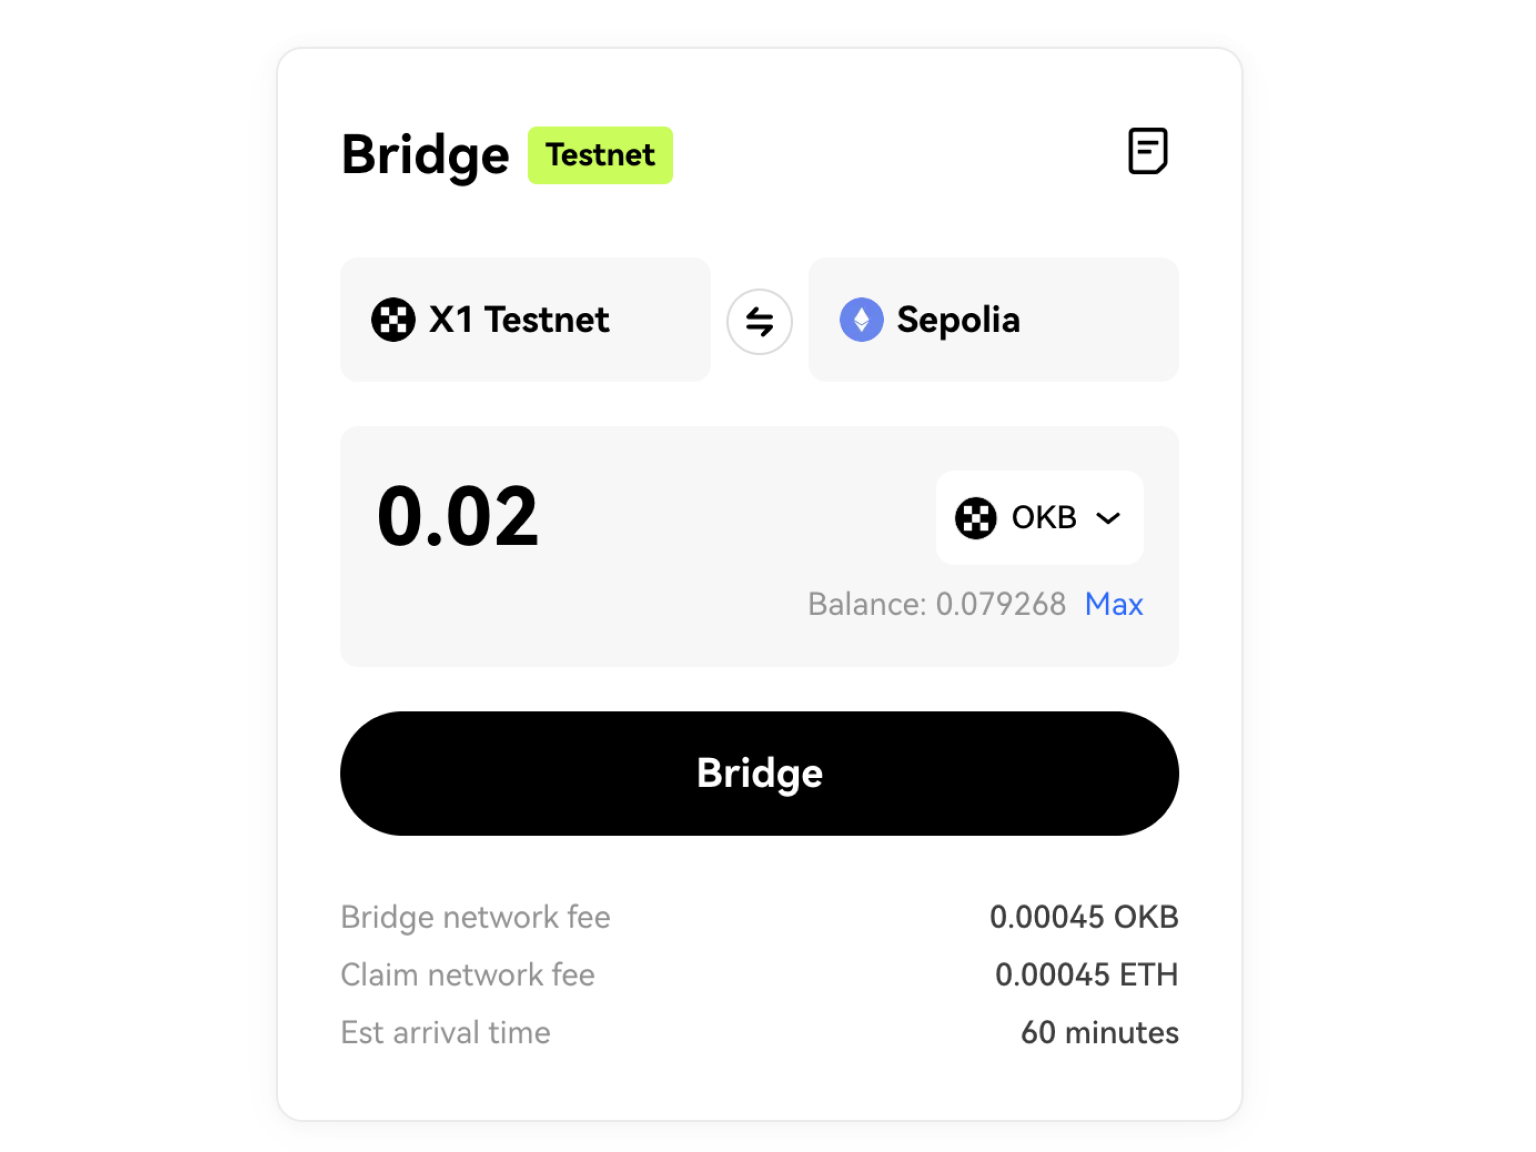 Bridge Testnet
X1 Testnet
Sepolia
0.02
OKB
Balance: 0.079268 Max
Bridge
Bridge network fee 0.00045 OKB
Claim network fee 0.00045 ETH
Est arrival time 60 minutes